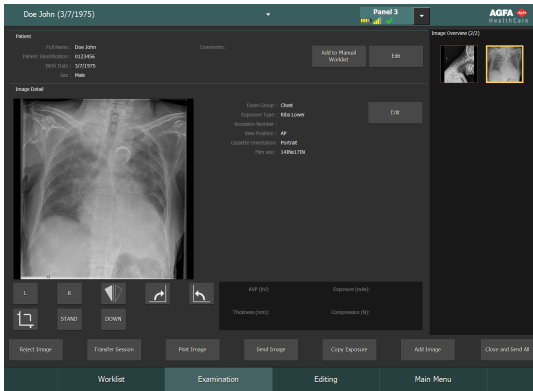 Doe John (3/7/1975)
Panel 3
AGFA
HealthCare
Patient
Full Name : Doe John
Patient Identification : 0123456
Birth Date : 3/7/1975
Sex : Male
Comments :
Add to Manual
Worklist
Edit
Image Overview (2/2)
Image Detail
Exam Group : Chest
Exposure Type : Ribs Lower
Accession Number :
View Position : AP
Cassette Orientation : Portrait
Film size : 14INx17IN
Edit
L
R
STAND
DOWN
KVP (kV):
Exposure (mAs):
Thickness (mm):
Compression (N):
Reject Image
Transfer Session
Print Image
Send Image
Copy Exposure
Add Image
Close and Send All
Worklist
Examination
Editing
Main Menu